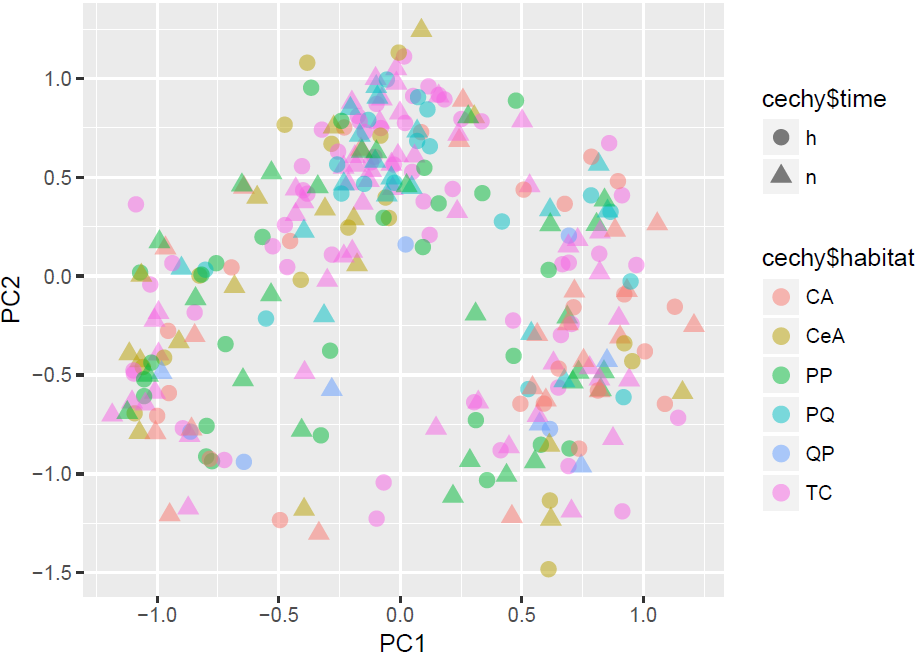 PC2
1.0
0.5
0.0
−0.5
−1.0
−1.5
−1.0
−0.5
0.0
0.5
1.0
PC1
cechy$time
h
n
cechy$habitat
CA
CeA
PP
PQ
QP
TC